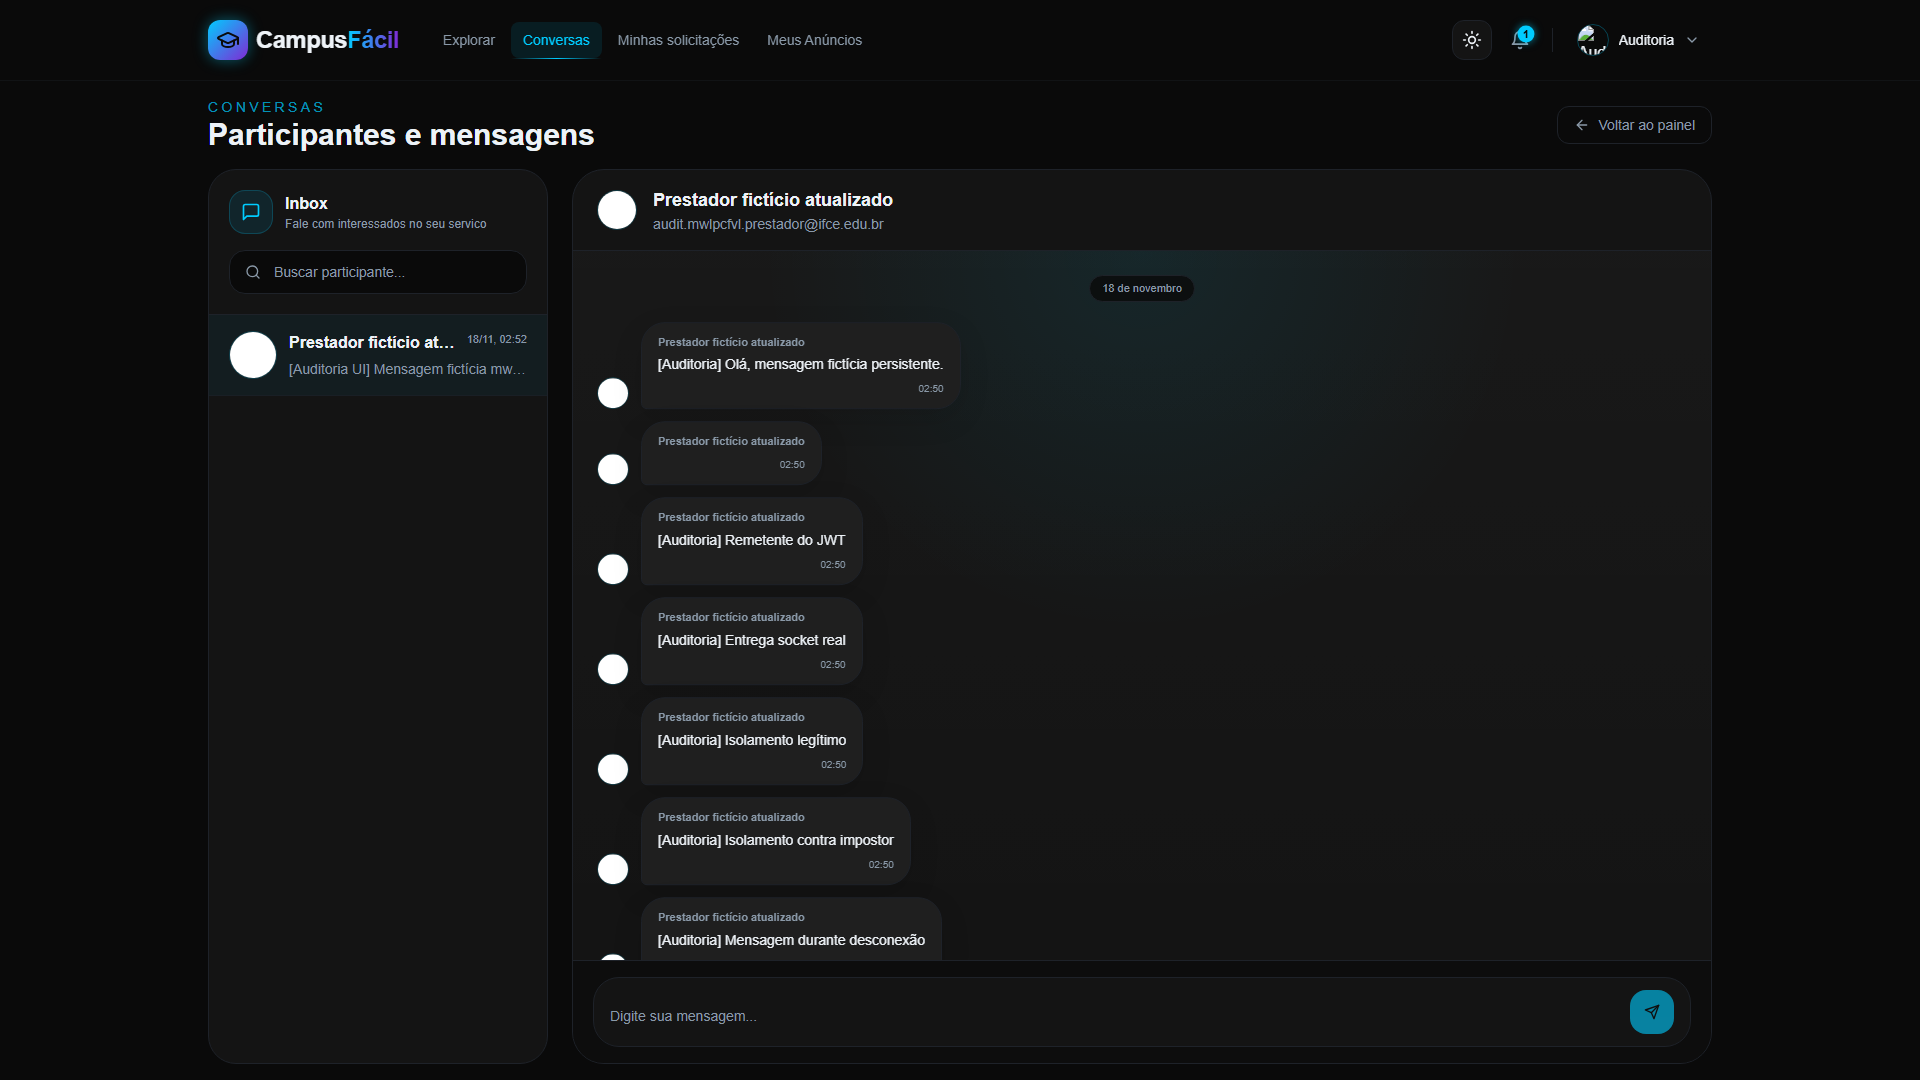 CampusFácil
Explorar
Conversas
Minhas solicitações
Meus Anúncios
1
Auditoria
CONVERSAS
Participantes e mensagens
Voltar ao painel
Inbox
Fale com interessados no seu servico
Buscar participante...
Prestador fictício at...
18/11, 02:52
[Auditoria UI] Mensagem fictícia mw...
Prestador fictício atualizado
audit.mwlpcfvl.prestador@ifce.edu.br
18 de novembro
Prestador fictício atualizado
[Auditoria] Olá, mensagem fictícia persistente.
02:50
Prestador fictício atualizado
02:50
Prestador fictício atualizado
[Auditoria] Remetente do JWT
02:50
Prestador fictício atualizado
[Auditoria] Entrega socket real
02:50
Prestador fictício atualizado
[Auditoria] Isolamento legítimo
02:50
Prestador fictício atualizado
[Auditoria] Isolamento contra impostor
02:50
Prestador fictício atualizado
[Auditoria] Mensagem durante desconexão
Digite sua mensagem...